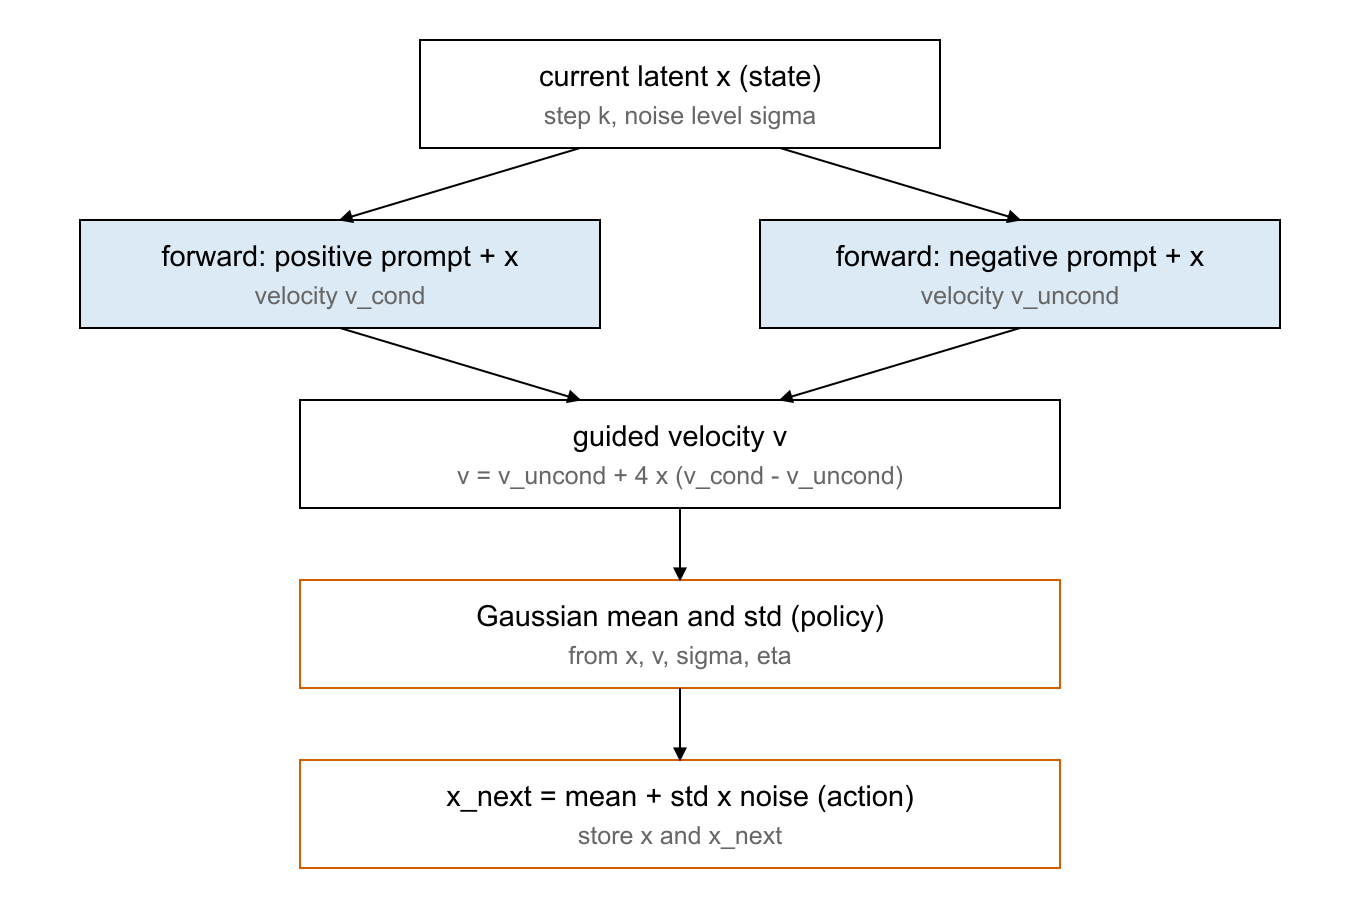 current latent x (state)
step k, noise level sigma
forward: positive prompt + x
velocity v_cond
forward: negative prompt + x
velocity v_uncond
guided velocity v
v = v_uncond + 4 x (v_cond - v_uncond)
Gaussian mean and std (policy)
from x, v, sigma, eta
x_next = mean + std x noise (action)
store x and x_next